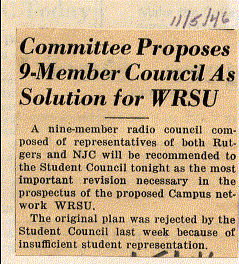 11/5/46
Committee Proposes
9-Member Council As
Solution for WRSU
A nine-member radio council com-
posed of representatives of both Rut-
gers and NJC will be recommended to
the Student Council tonight as the most
important revision necessary in the
prospectus of the proposed Campus net-
work WRSU.
The original plan was rejected by the
Student Council last week because of
insufficient student representation.